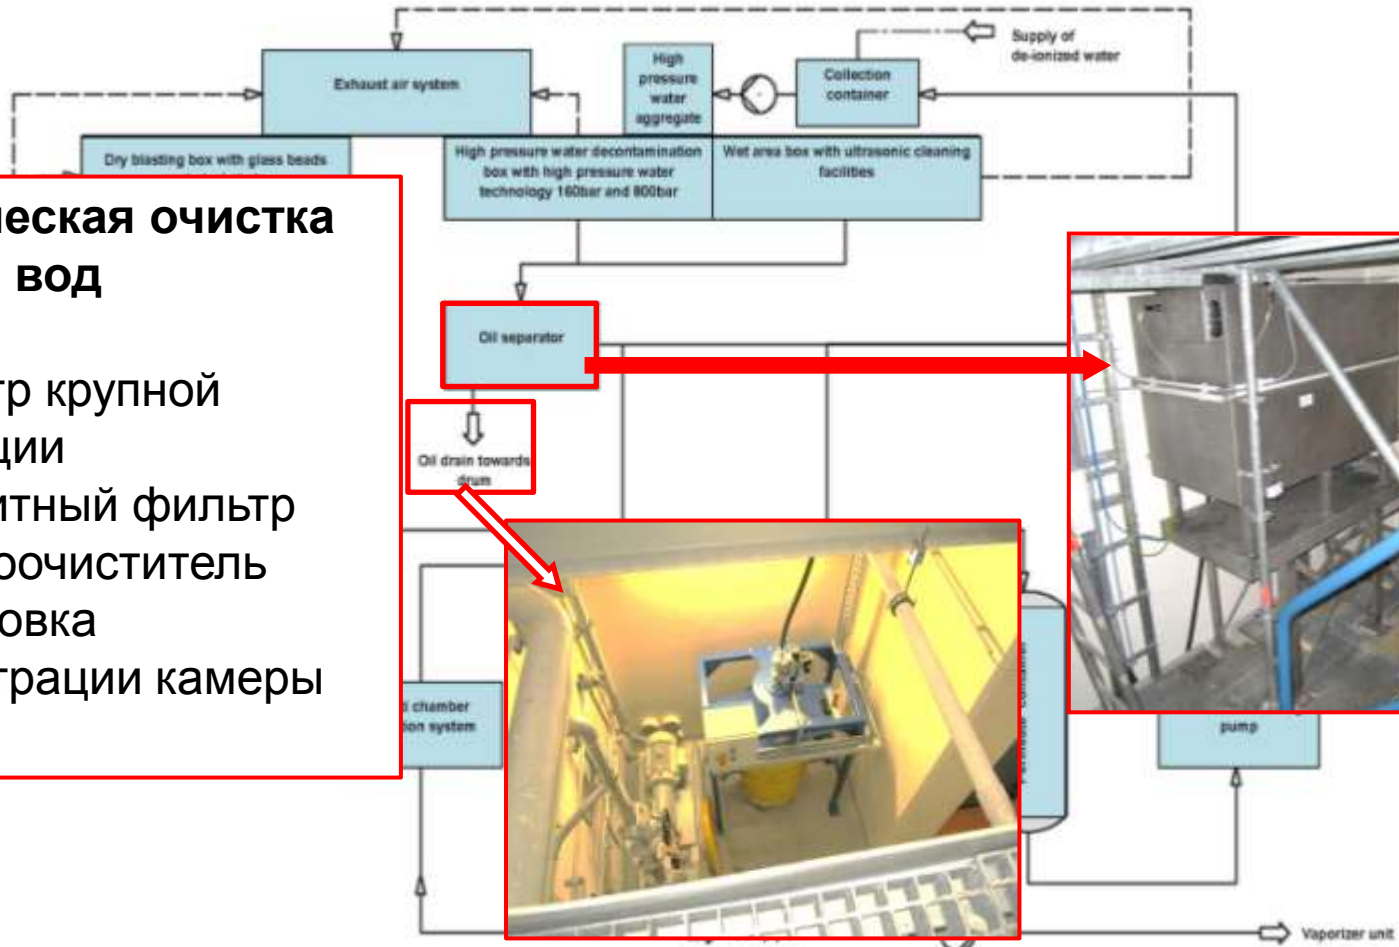 Supply of
de-ionized water
Exhaust air system
High
pressure
water
aggregate
Collection
container
Dry blasting box with glass beads
High pressure water decontamination
box with high pressure water
technology 160bar and 800bar
Wet area box with ultrasonic cleaning
facilities
еская очистка
вод
тр крупной
ции
итный фильтр
оочиститель
овка
трации камеры
Oil separator
Oil drain towards
drum
chamber
ion system
container
pump
Vaporizer unit